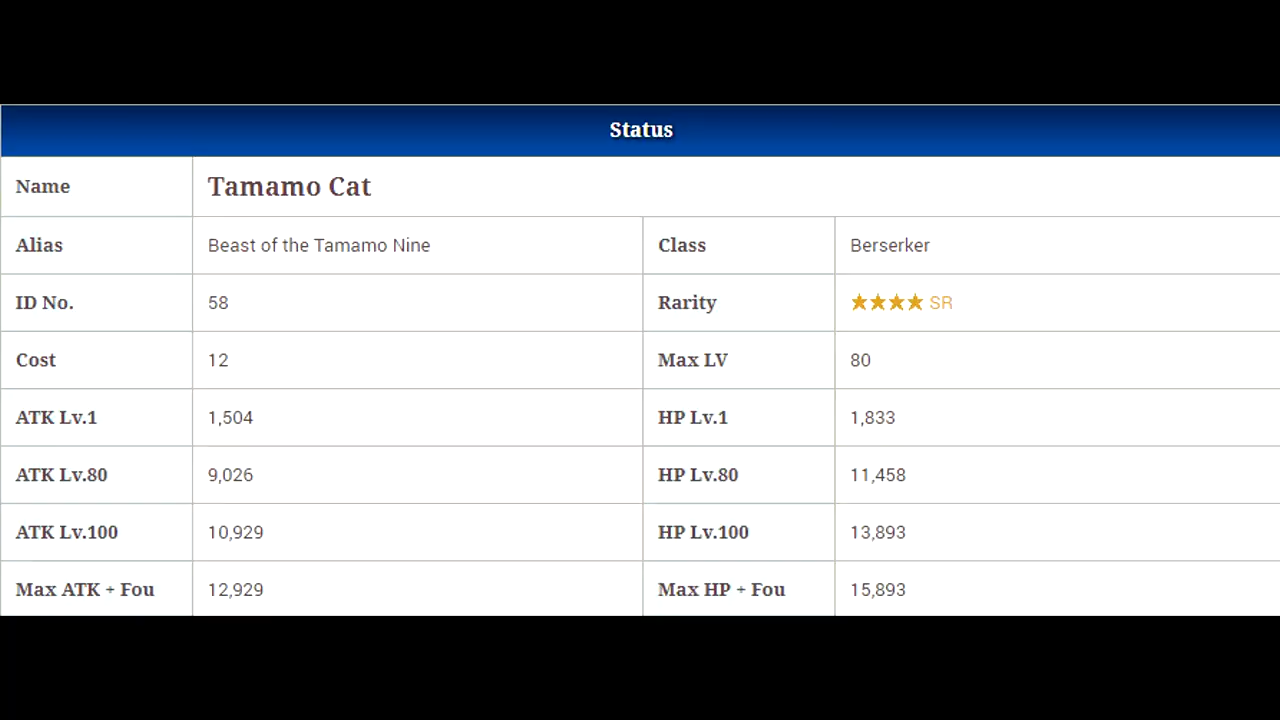 Status
Name Tamamo Cat
Alias Beast of the Tamamo Nine Class Berserker
ID No. 58 Rarity ★★★★ SR
Cost 12 Max LV 80
ATK Lv.1 1,504 HP Lv.1 1,833
ATK Lv.80 9,026 HP Lv.80 11,458
ATK Lv.100 10,929 HP Lv.100 13,893
Max ATK + Fou 12,929 Max HP + Fou 15,893